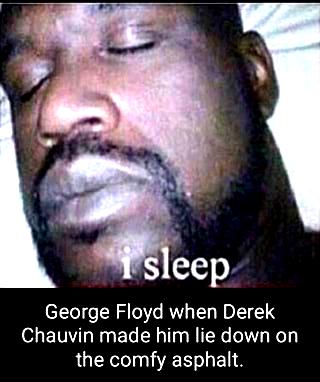 i sleep
George Floyd when Derek
Chauvin made him lie down on
the comfy asphalt.